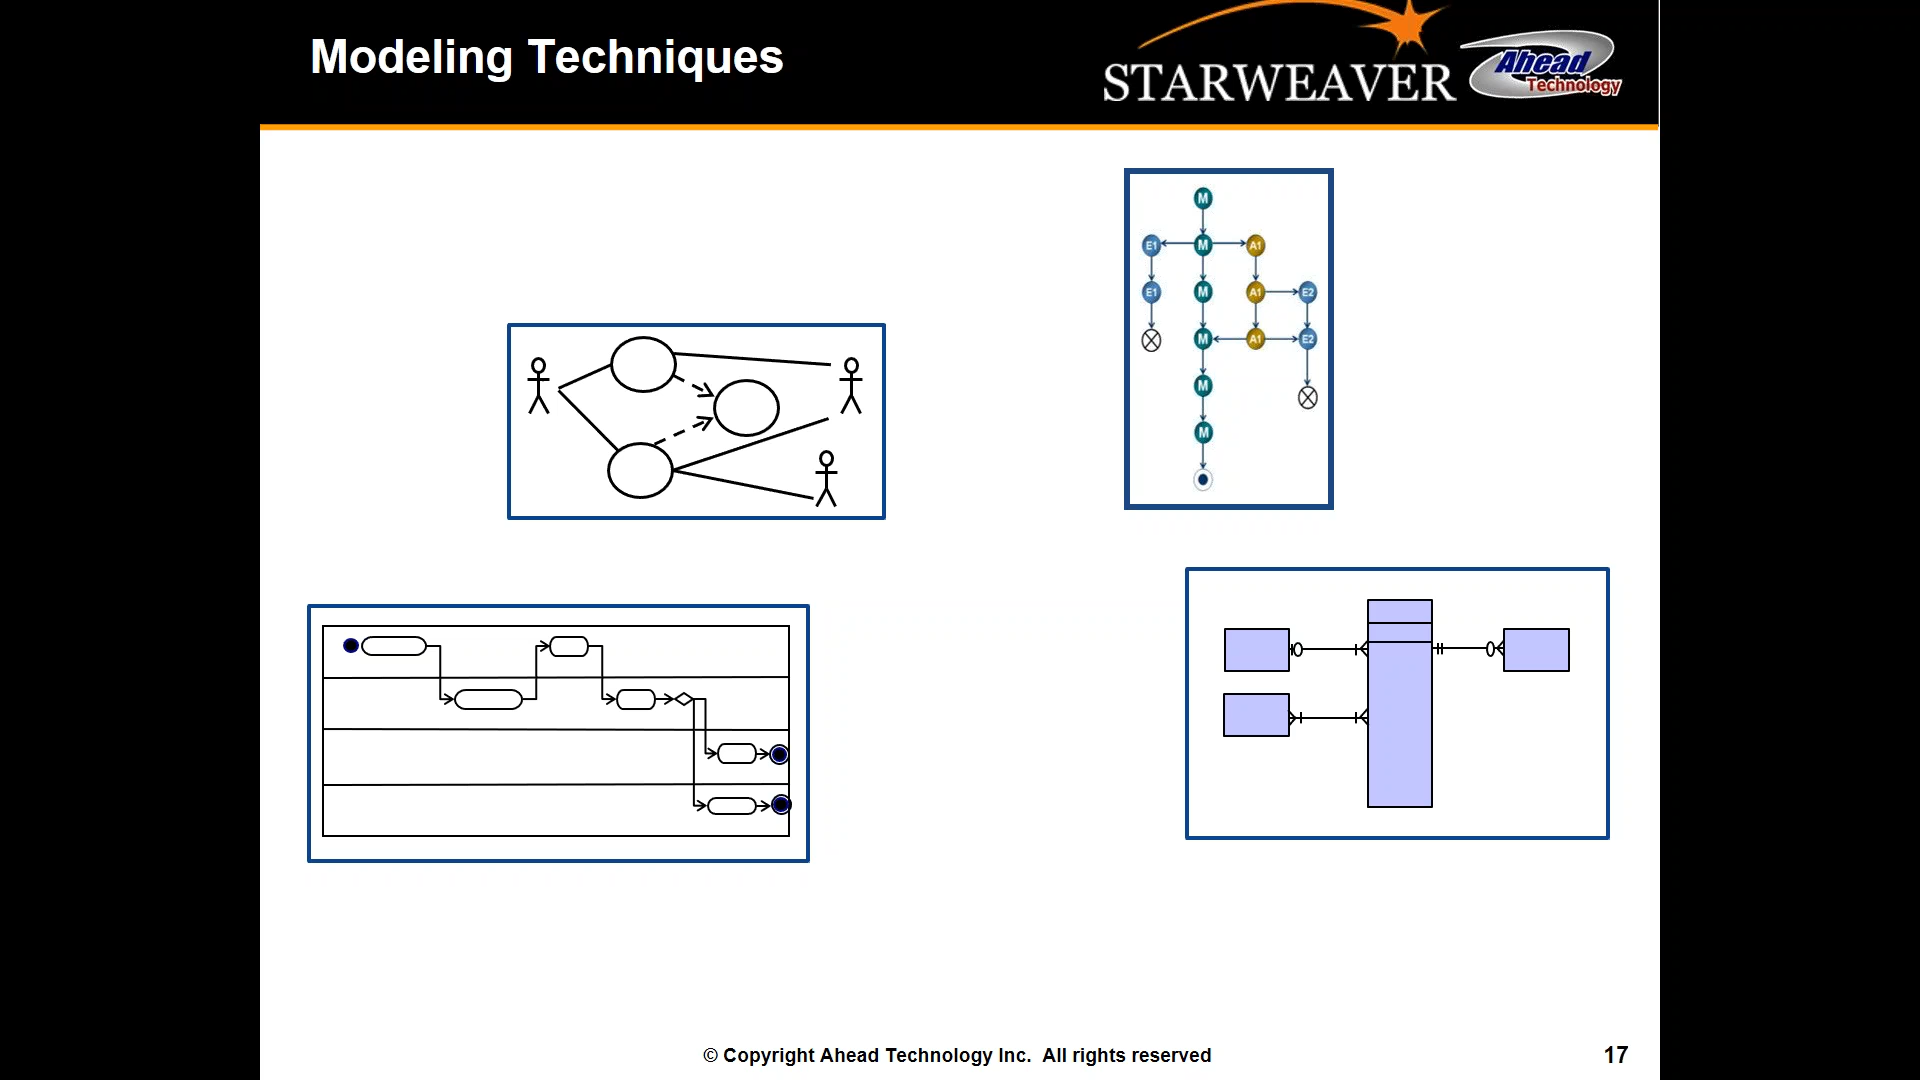 Modeling Techniques
STARWEAVER
Ahead
Technology
M
E1 M A1
E1 M A1 E2
M A1 E2
M
M
© Copyright Ahead Technology Inc. All rights reserved
17